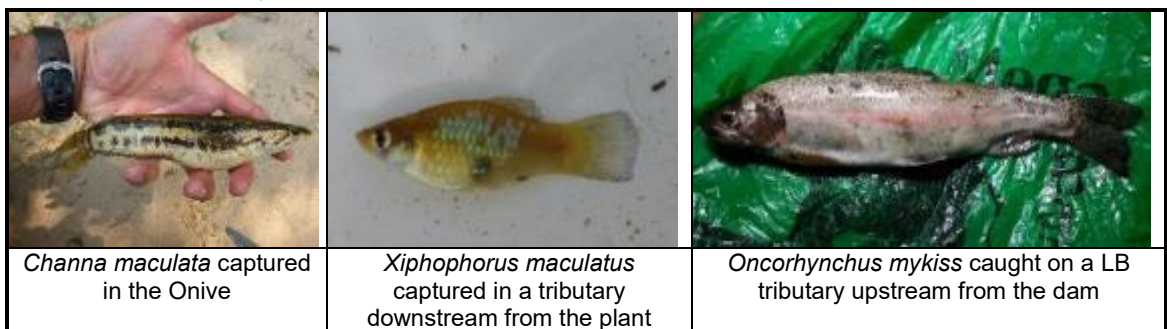 Channa maculata captured
in the Onive
Xiphophorus maculatus
captured in a tributary
downstream from the plant
Oncorhynchus mykiss caught on a LB
tributary upstream from the dam